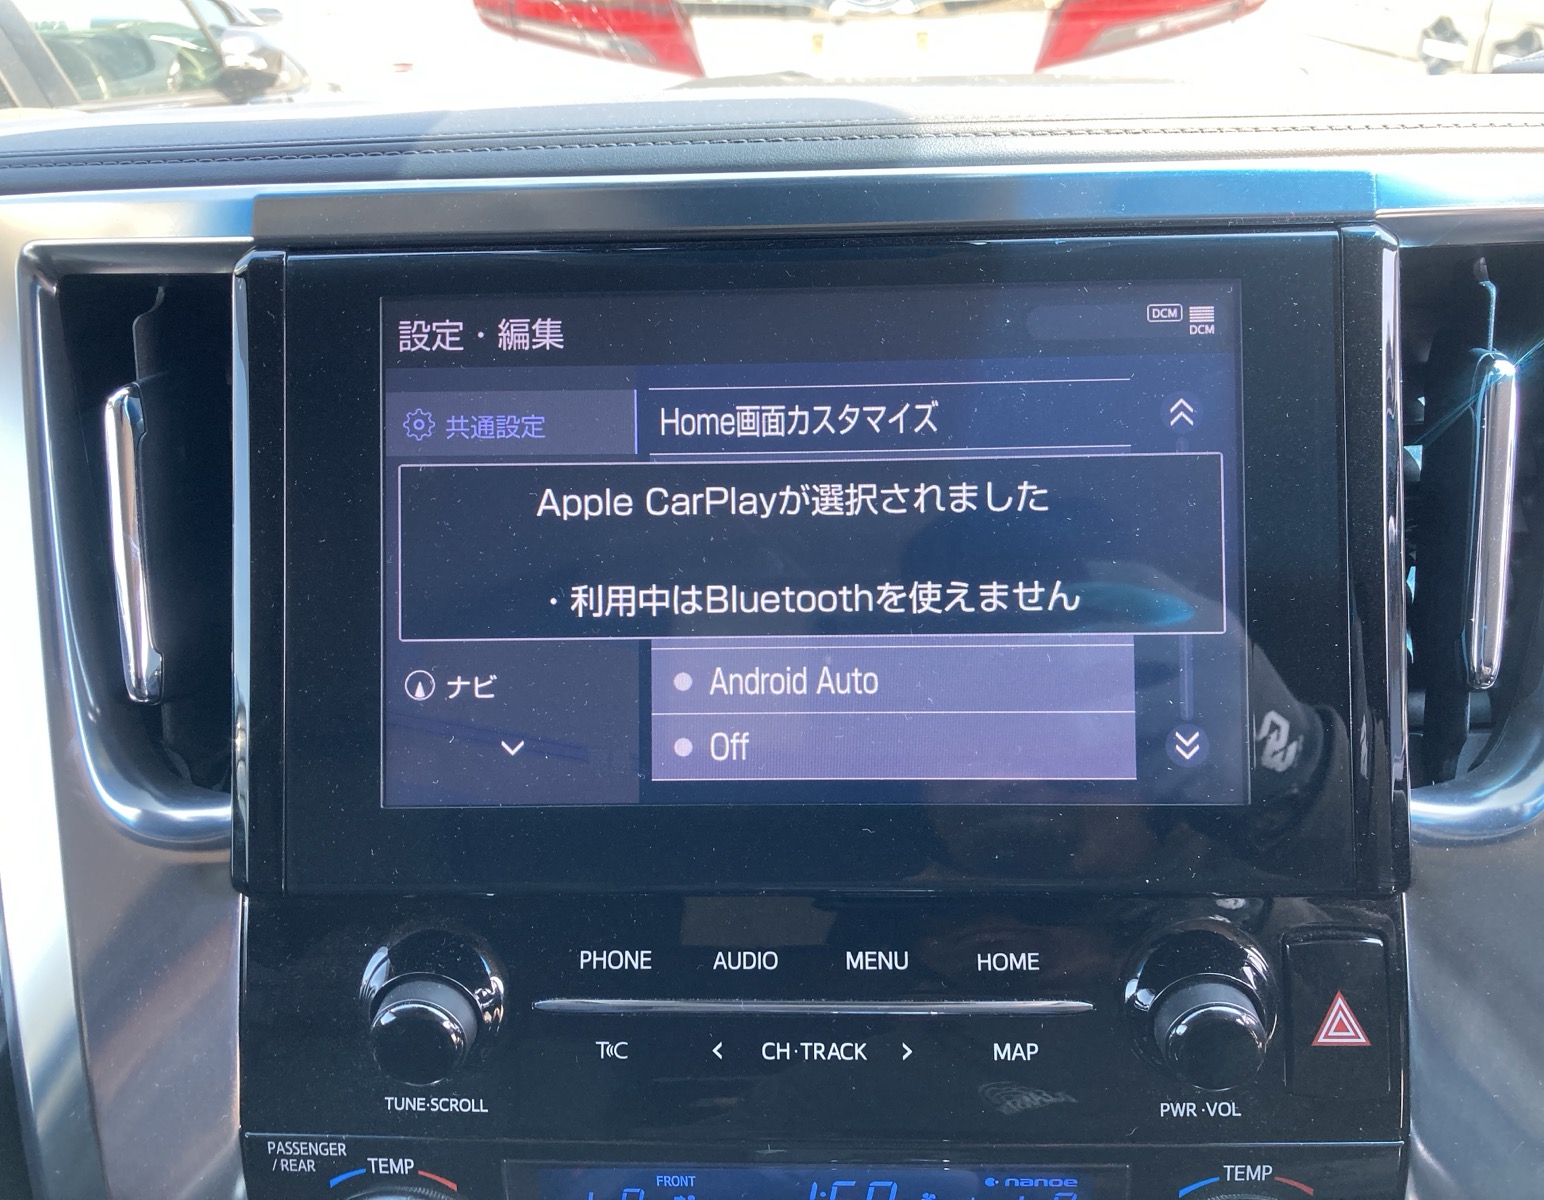 設定・編集
DCM
DCM
共通設定
Home画面カスタマイズ
Apple CarPlayが選択されました
・利用中はBluetoothを使えません
ナビ
Android Auto
Off
PHONE AUDIO MENU HOME
T C
< CH·TRACK >
MAP
TUNE·SCROLL
PWR·VOL
PASSENGER
/REAR
TEMP
FRONT
nanoe
TEMP